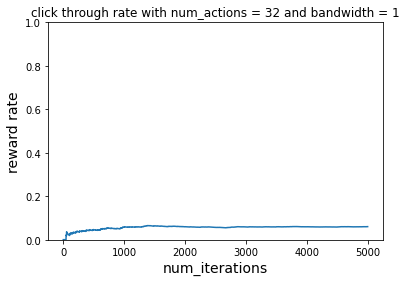 click through rate with num_actions = 32 and bandwidth = 1
1.0
0.8
0.6
0.4
0.2
0.0
reward rate
0 1000 2000 3000 4000 5000
num_iterations